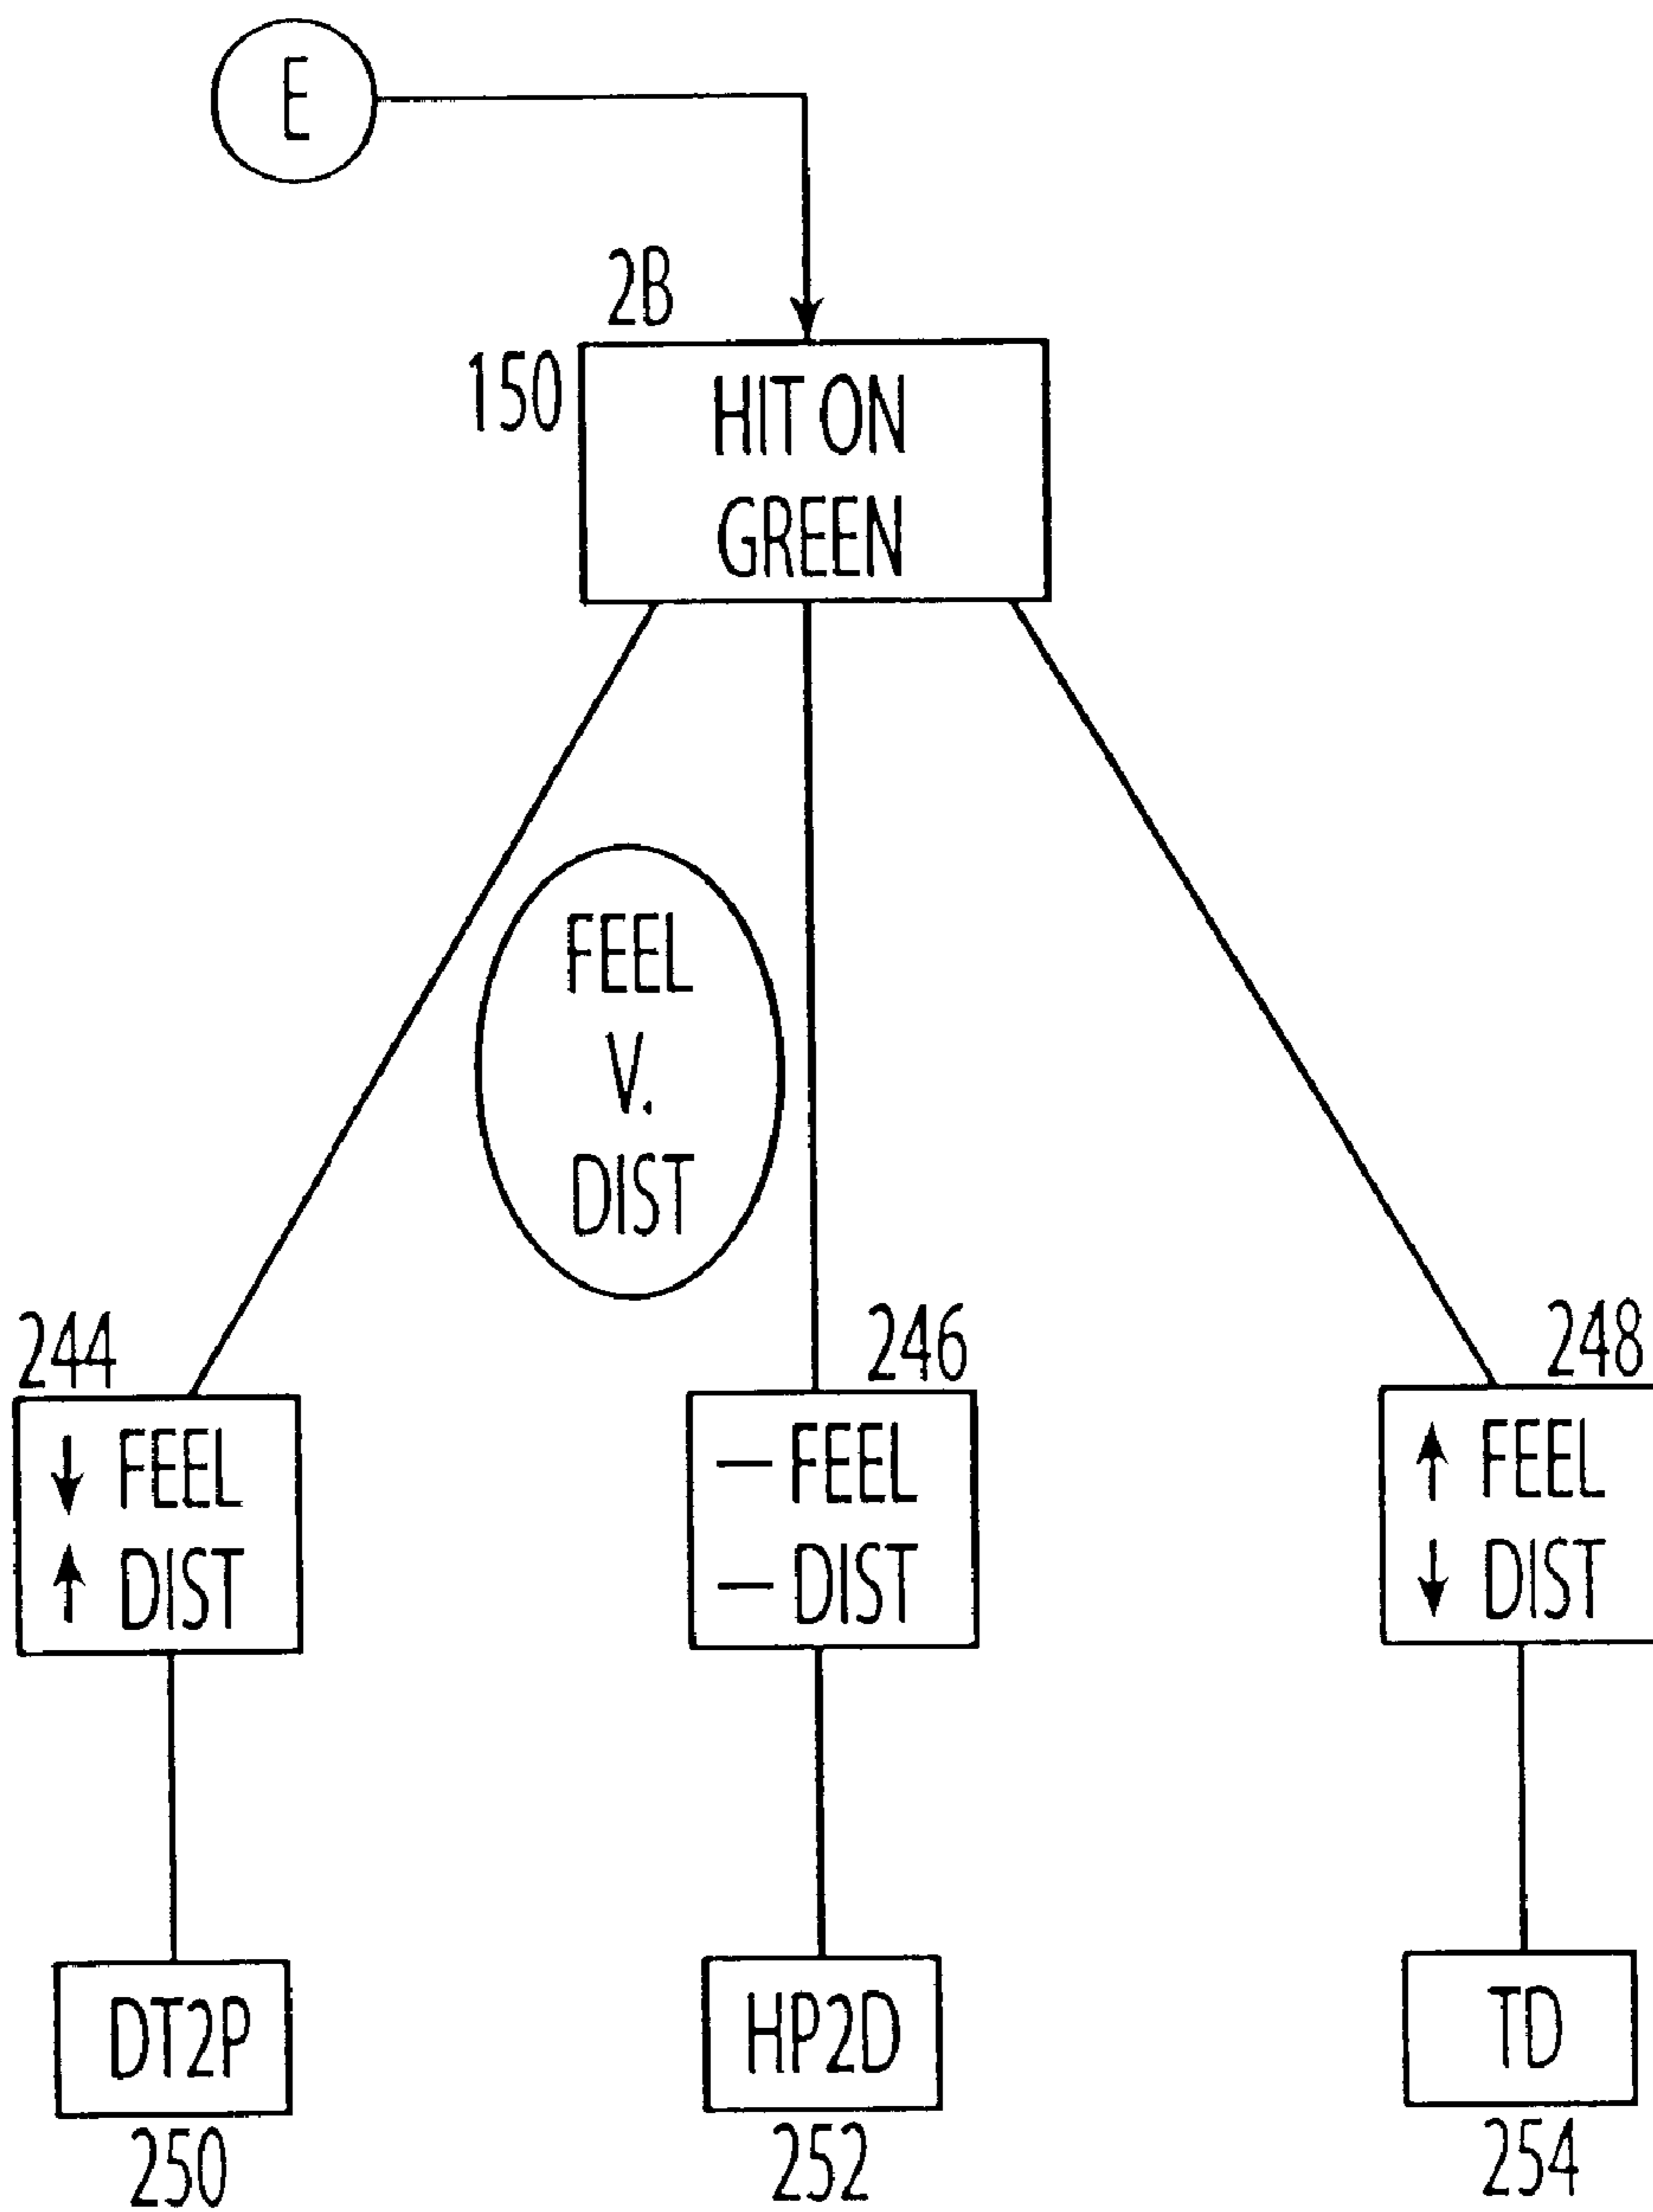 E
2B
150
HIT ON
GREEN
FEEL
V.
DIST
244
↓ FEEL
↑ DIST
246
— FEEL
— DIST
248
↑ FEEL
↓ DIST
DT2P
250
HP2D
252
TD
254